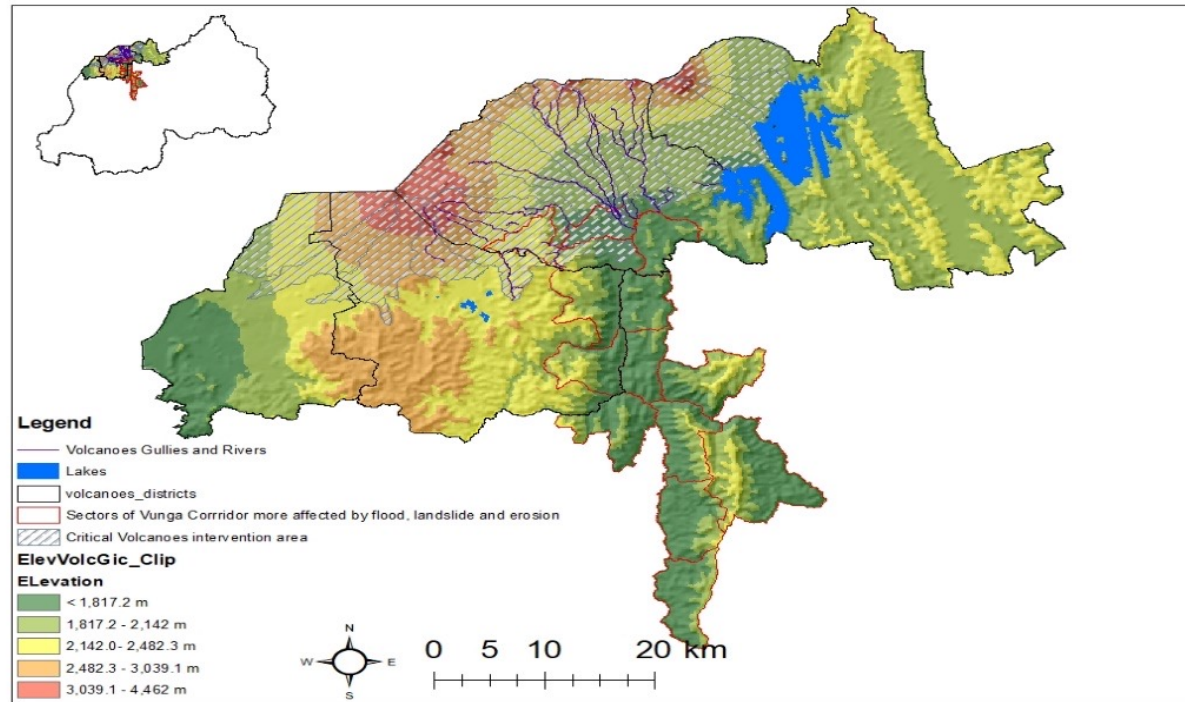 Legend
Volcanoes Gullies and Rivers
Lakes
volcanoes_districts
Sectors of Vunga Corrridor more affected by flood, landslide and erosion
Critical Volcanoes intervention area
ElevVolcGic_Clip
ELevation
< 1,817.2 m
1,817.2 - 2,142 m
2,142.0- 2,482.3 m
2,482.3 - 3,039.1 m
3,039.1 - 4,462 m
N
W E
S
0 5 10 20 km